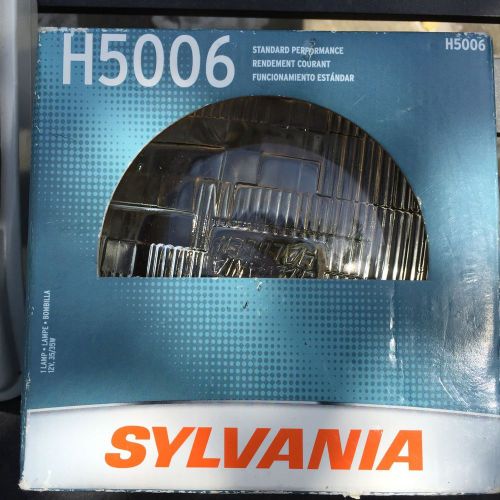 H5006
STANDARD PERFORMANCE
RENDEMENT COURANT
FUNCIONAMIENTO ESTÁNDAR
H5006
1 LAMP • LAMPE • BOMBILLA
12V, 35/35W
SYLVANIA